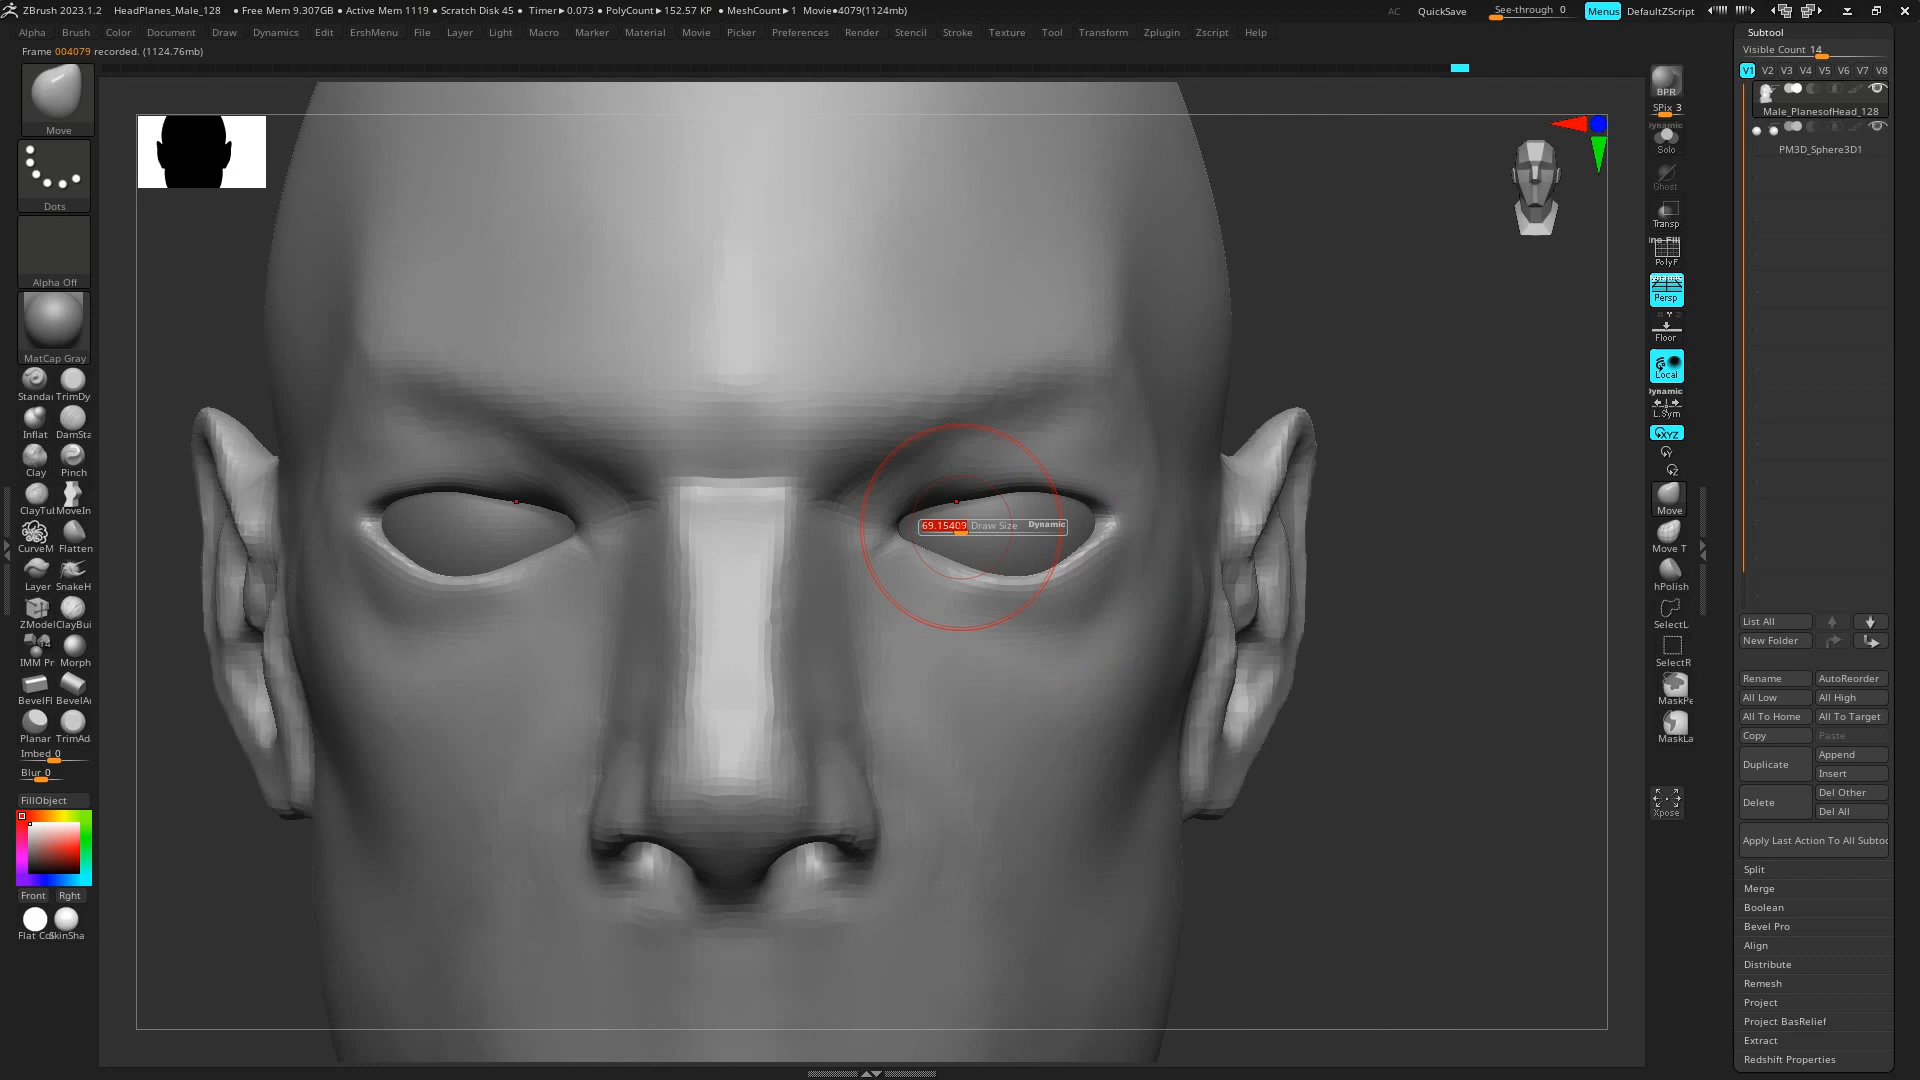 ZBrush 2023.1.2 HeadPlanes_Male_128 • Free Mem 9.307GB • Active Mem 1119 • Scratch Disk 45 • Timer▸0.073 • PolyCount▸152.57 KP • MeshCount▸1 Movie•4079(1124mb) AC QuickSave See-through 0 Menus DefaultZScript
Alpha Brush Color Document Draw Dynamics Edit ErshMenu File Layer Light Macro Marker Material Movie Picker Preferences Render Stencil Stroke Texture Tool Transform Zplugin Zscript Help
Frame 004079 recorded. (1124.76mb)
Move
Dots
Alpha Off
MatCap Gray
Standar TrimDy
Inflat DamSta
Clay Pinch
ClayTu MoveIn
CurveM Flatten
Layer SnakeH
ZModel ClayBui
14
IMM Pr Morph
BevelFl BevelA
Planar TrimAd
Imbed 0
Blur 0
FillObject
Front Rght
Flat Co SkinSha
69.15409 Draw Size Dynamic
BPR
SPix 3
Dynamic
Solo
Ghost
Transp
Line Fill
PolyF
Dynamic
Persp
Floor
Local
Dynamic
L.Sym
XYZ
Y
Z
Move
Move T
hPolish
SelectL
SelectR
MaskPe
MaskLa
Xpose
Subtool
Visible Count 14
V1 V2 V3 V4 V5 V6 V7 V8
Male_PlanesofHead_128
PM3D_Sphere3D1
List All
New Folder
Rename AutoReorder
All Low All High
All To Home All To Target
Copy Paste
Duplicate Append
Insert
Delete Del Other
Del All
Apply Last Action To All Subtoo
Split
Merge
Boolean
Bevel Pro
Align
Distribute
Remesh
Project
Project BasRelief
Extract
Redshift Properties